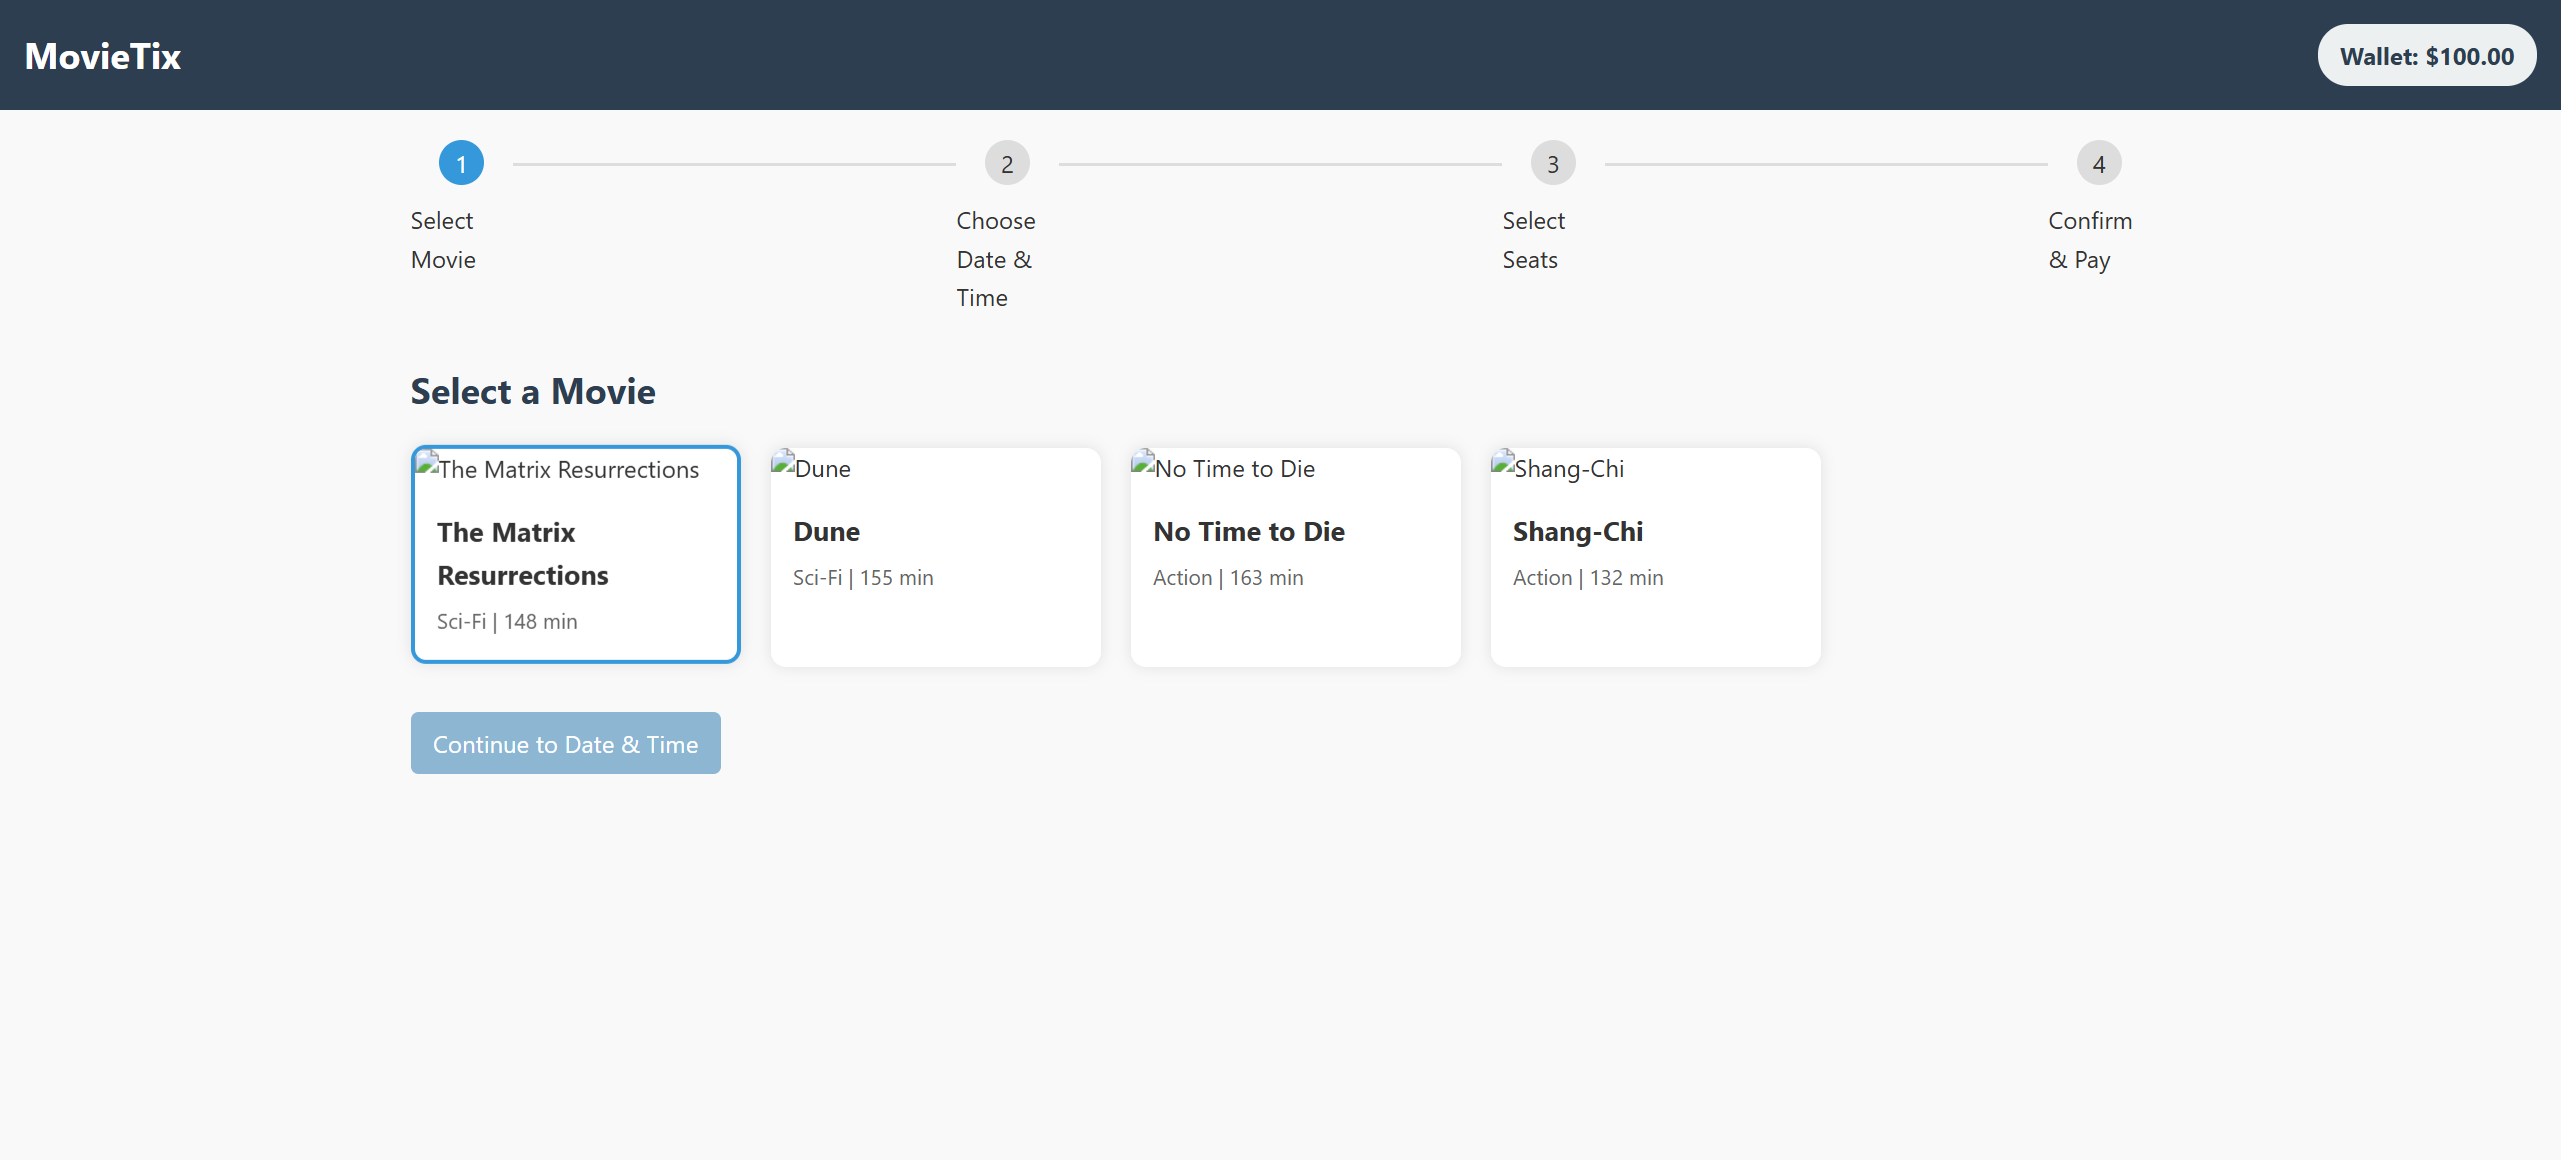 MovieTix
Wallet: $100.00
1
2
3
4
Select
Movie
Choose
Date &
Time
Select
Seats
Confirm
& Pay
Select a Movie
The Matrix Resurrections
The Matrix
Resurrections
Sci-Fi | 148 min
Dune
Dune
Sci-Fi | 155 min
No Time to Die
No Time to Die
Action | 163 min
Shang-Chi
Shang-Chi
Action | 132 min
Continue to Date & Time